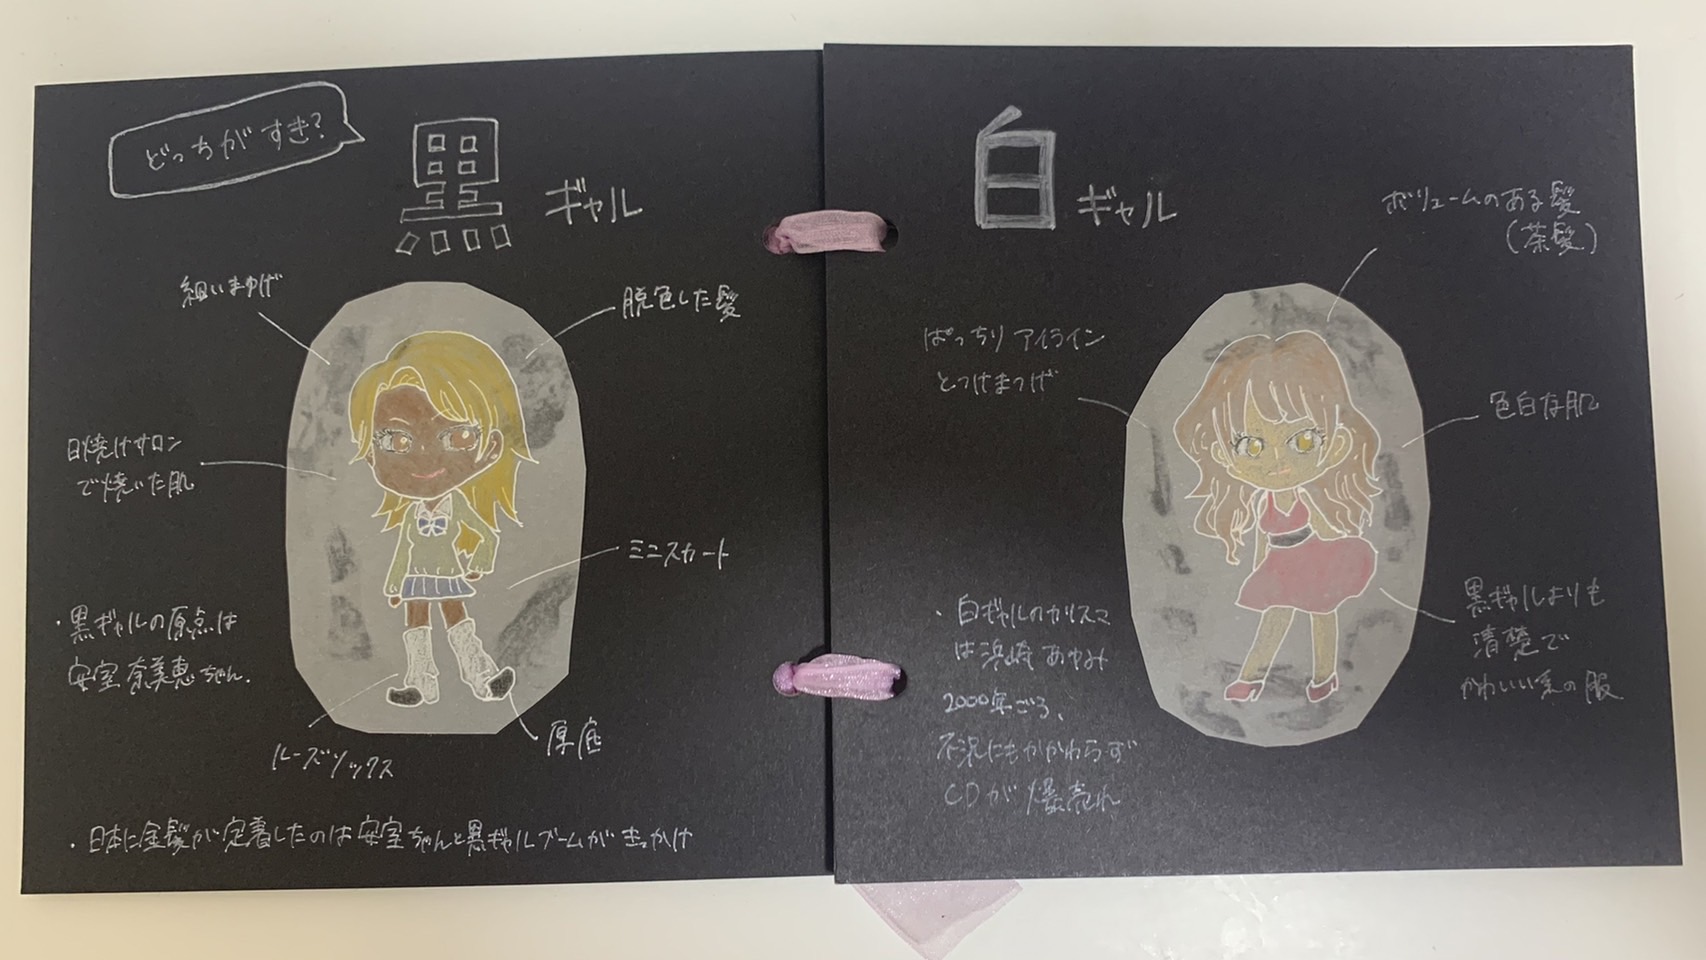 どっちがすき?
黒ギャル
組いまゆげ
脱色した髪
日焼けサロン
で焼いた肌
ミニスカート
・黒ギャルの原点は
安室奈美恵ちゃん.
ルーズソックス
厚底
・日本に金髪が定着したのは安室ちゃんと黒ギャルブームがきっかけ
白ギャル
ボリュームのある髪
(茶髪)
ぱっちりアイライン
とつけまつげ
色白な肌
黒ギャルよりも
清楚で
かわいい系の服
・白ギャルのカリスマ
は浜崎あゆみ
2000年ごろ、
不況にもかかわらず
CDが爆売れ